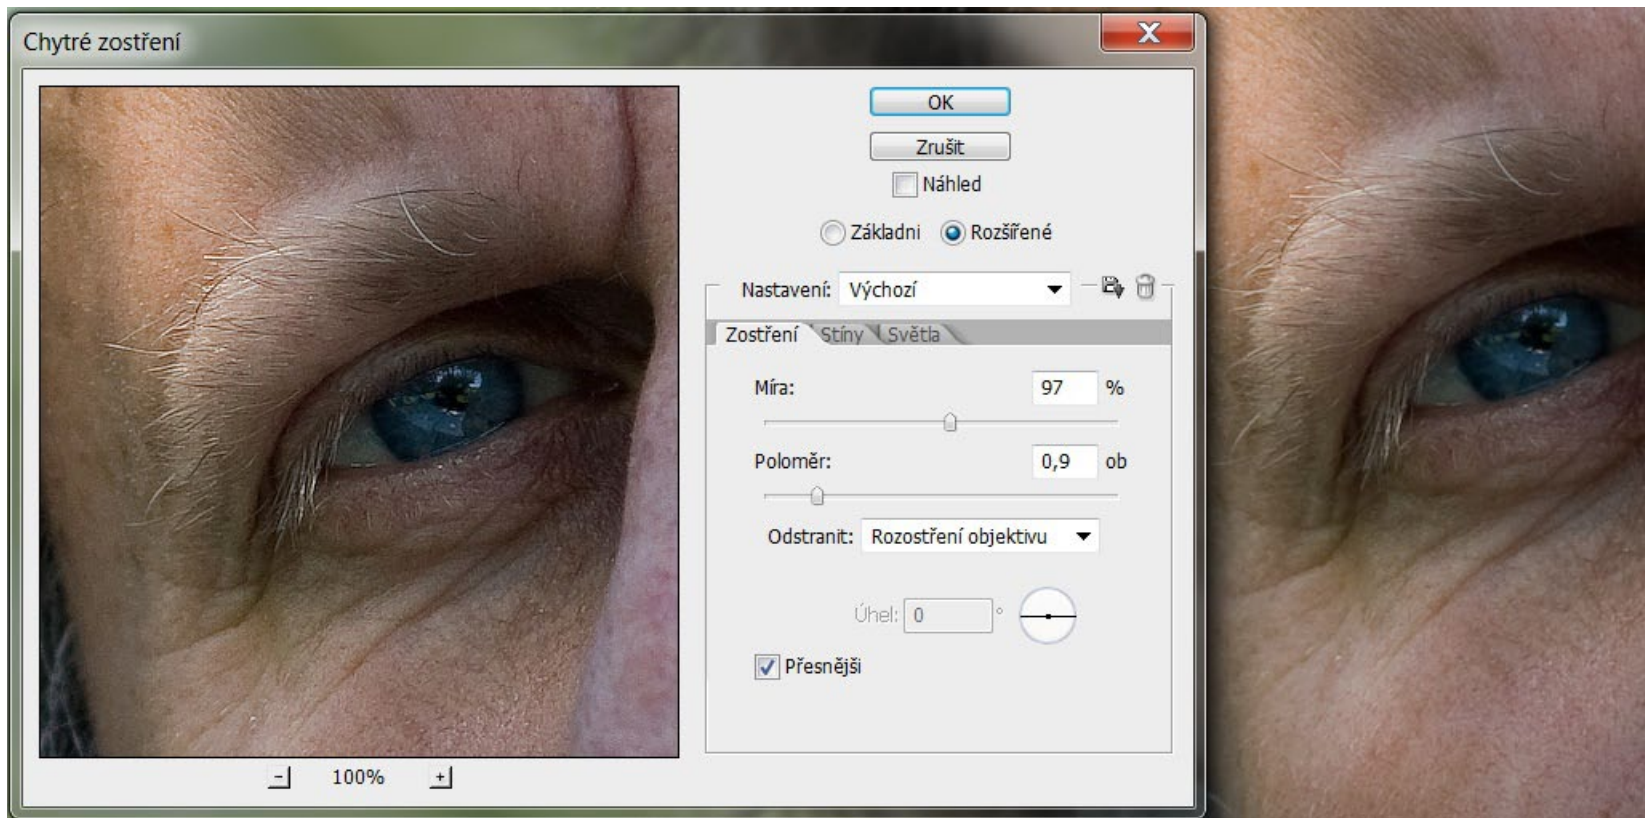 Chytré zostření
X
OK
Zrušit
Náhled
Základni Rozšířené
Nastavení: Výchozí
Zostření Stíny Světla
Míra: 97 %
Poloměr: 0,9 ob
Odstranit: Rozostření objektivu
Úhel: 0 °
Přesnějši
- 100% +